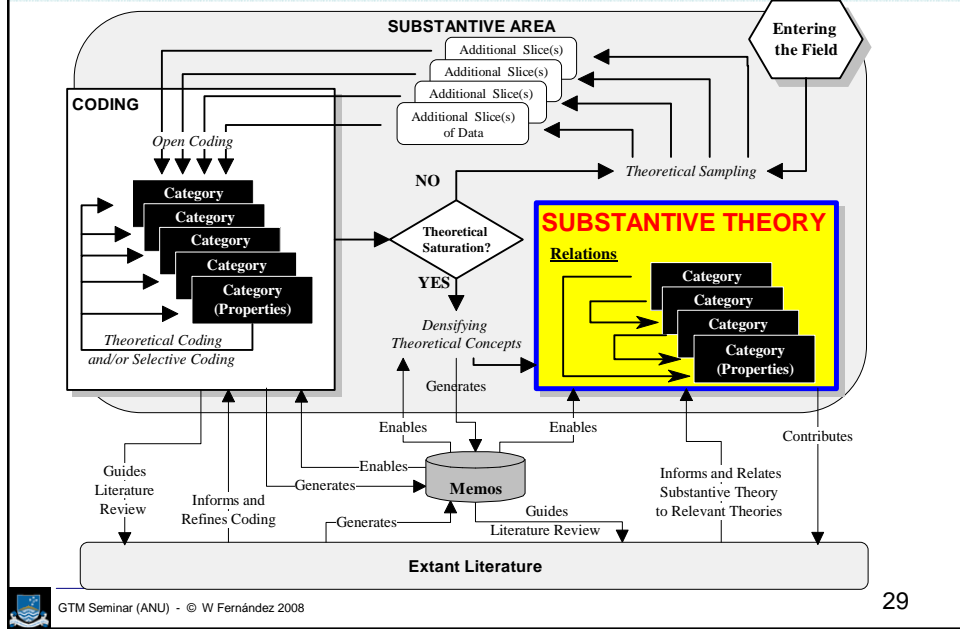 SUBSTANTIVE AREA
Entering
the Field
Additional Slice(s)
Additional Slice(s)
Additional Slice(s)
Additional Slice(s)
of Data
CODING
Open Coding
Category
Category
Category
Category
Category
(Properties)
Theoretical Coding
and/or Selective Coding
NO
Theoretical Sampling
Theoretical
Saturation?
YES
Densifying
Theoretical Concepts
SUBSTANTIVE THEORY
Relations
Category
Category
Category
Category
(Properties)
Generates
Enables
Enables
Contributes
Guides
Literature
Review
Informs and
Refines Coding
Enables
Generates
Memos
Generates
Guides
Literature Review
Informs and Relates
Substantive Theory
to Relevant Theories
Extant Literature
GTM Seminar (ANU) - © W Fernández 2008
29